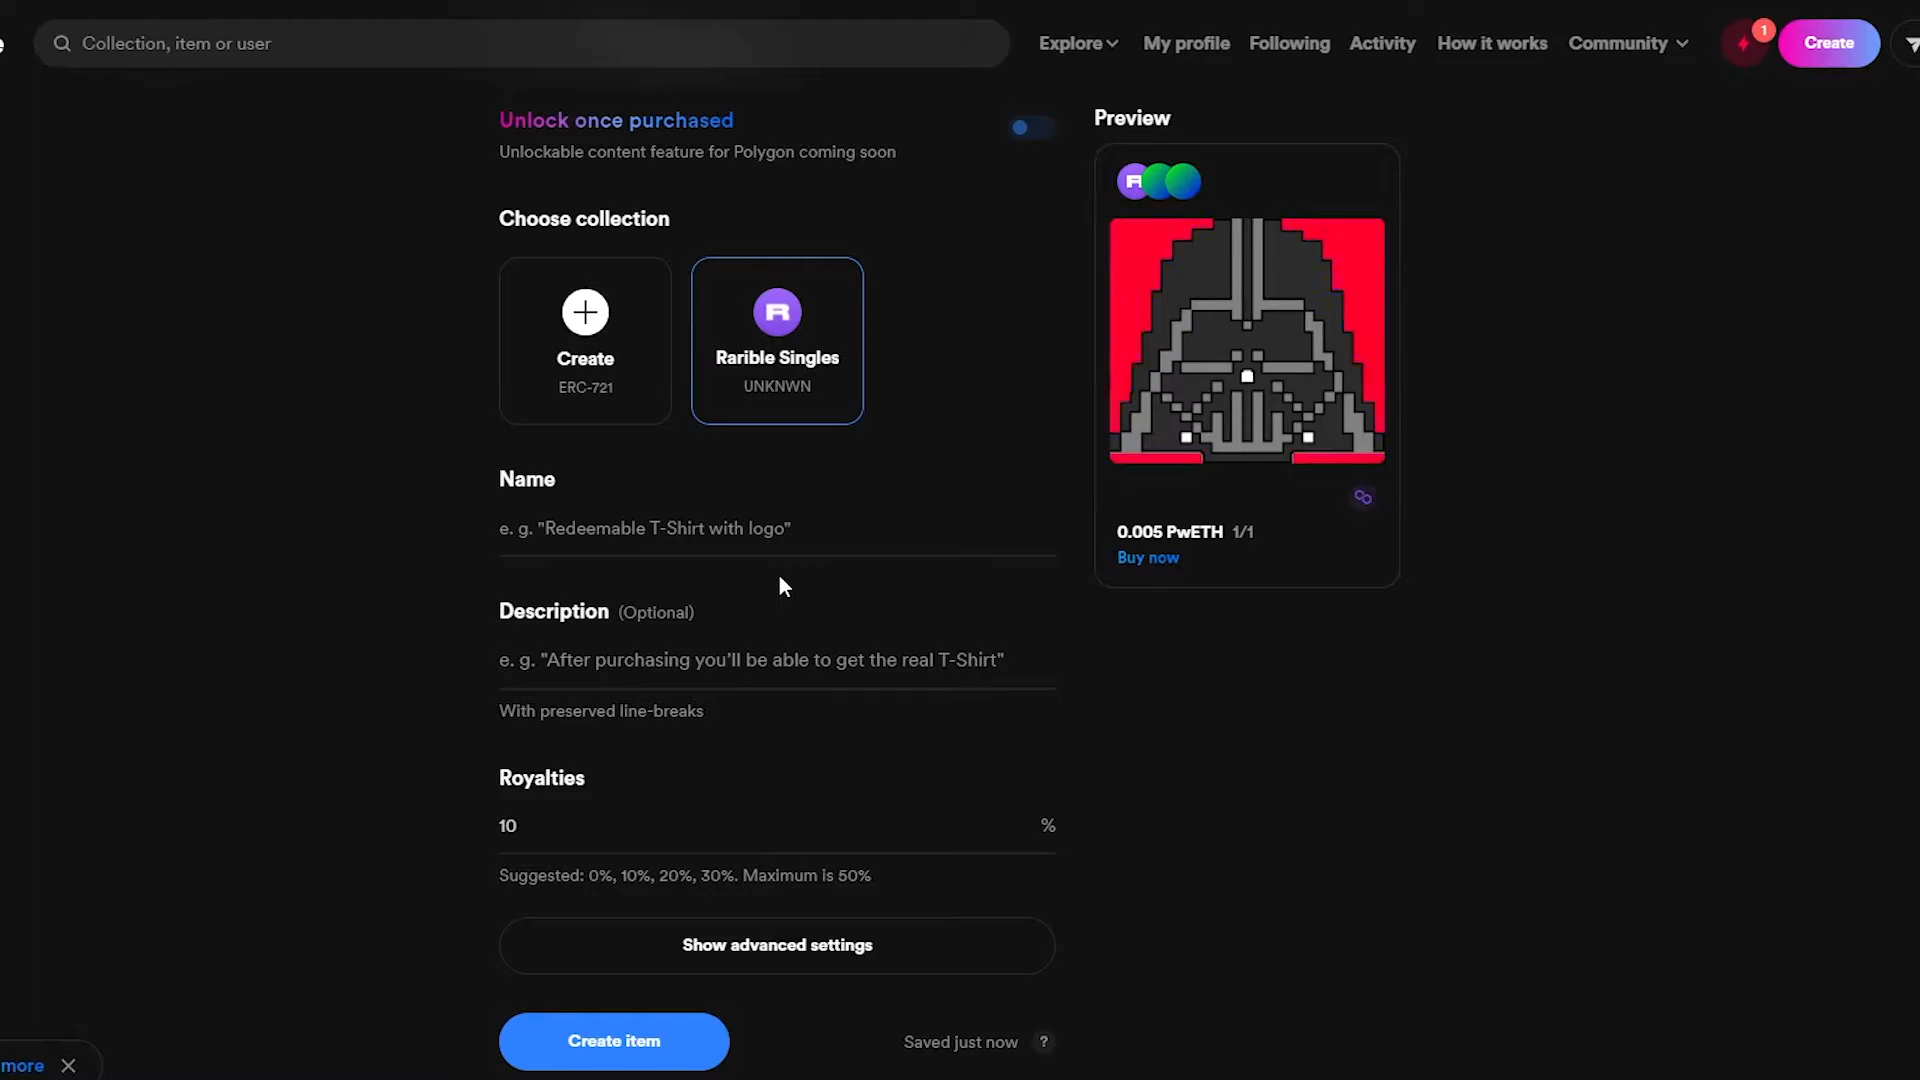 Collection, item or user
Explore
My profile
Following
Activity
How it works
Community
1
Create
Unlock once purchased
Unlockable content feature for Polygon coming soon
Preview
Choose collection
Create
ERC-721
R
Rarible Singles
UNKNWN
R
Name
e. g. "Redeemable T-Shirt with logo"
0.005 PwETH 1/1
Buy now
Description (Optional)
e. g. "After purchasing you’ll be able to get the real T-Shirt"
With preserved line-breaks
Royalties
10 %
Suggested: 0%, 10%, 20%, 30%. Maximum is 50%
Show advanced settings
Create item
Saved just now ?
more